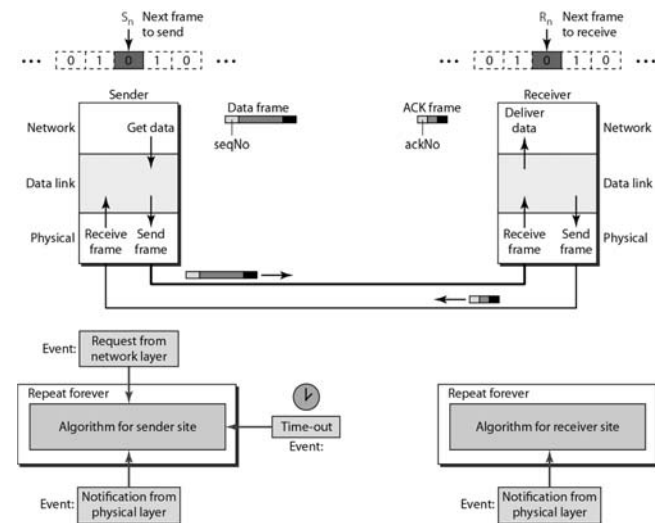 Sn Next frame
to send
Rn Next frame
to receive
••• 0 1 0 1 0 •••
••• 0 1 0 1 0 •••
Sender
Receiver
Data frame
ACK frame
seqNo
ackNo
Network
Get data
Deliver
data
Network
Data link
Data link
Physical
Receive
frame
Send
frame
Receive
frame
Send
frame
Physical
Event:
Request from
network layer
Repeat forever
Algorithm for sender site
Time-out
Event:
Event:
Notification from
physical layer
Repeat forever
Algorithm for receiver site
Event:
Notification from
physical layer